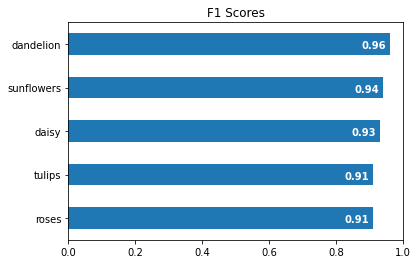 F1 Scores
dandelion 0.96
sunflowers 0.94
daisy 0.93
tulips 0.91
roses 0.91
0.0 0.2 0.4 0.6 0.8 1.0